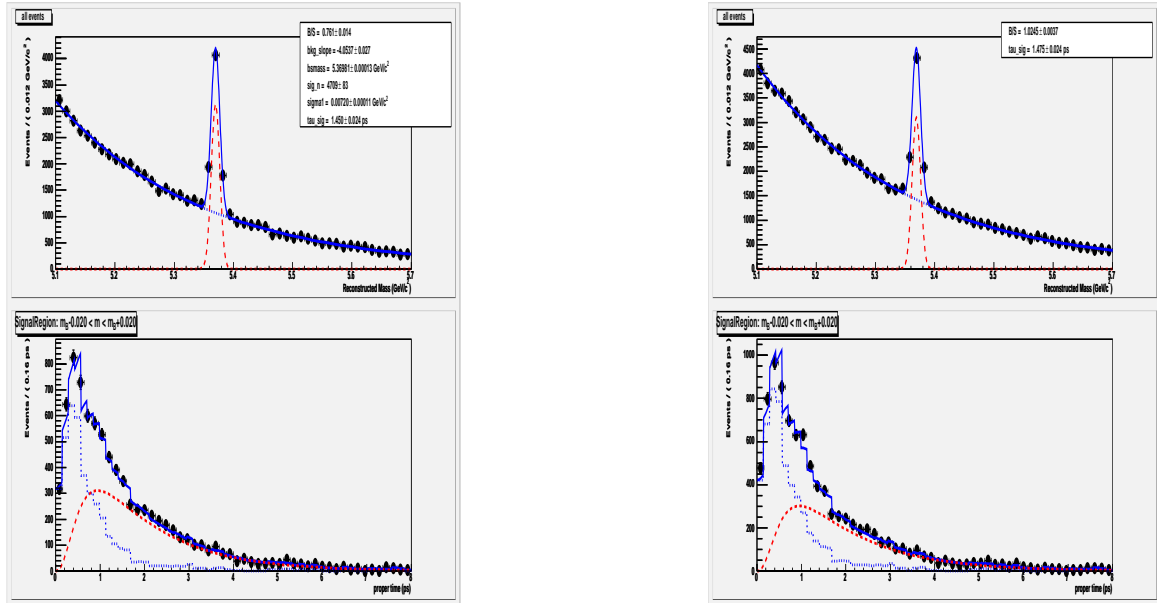 all events
B/S = 0.761± 0.014
bkg_slope = -4.0537± 0.027
bsmass = 5.36981± 0.00013 GeV/c²
sig_n = 4709± 83
sigma1 = 0.00720± 0.00011 GeV/c²
tau_sig = 1.450± 0.024 ps
Events / ( 0.012 GeV/c² )
4000
3500
3000
2500
2000
1500
1000
500
0
5.1 5.2 5.3 5.4 5.5 5.6 5.7
Reconstructed Mass (GeV/c²)
all events
B/S = 1.0245± 0.0037
tau_sig = 1.475± 0.024 ps
Events / ( 0.012 GeV/c² )
4500
4000
3500
3000
2500
2000
1500
1000
500
0
5.1 5.2 5.3 5.4 5.5 5.6 5.7
Reconstructed Mass (GeV/c²)
SignalRegion: m_B-0.020 < m < m_B+0.020
Events / ( 0.16 ps )
800
700
600
500
400
300
200
100
0
0 1 2 3 4 5 6 7 8
proper time (ps)
SignalRegion: m_B-0.020 < m < m_B+0.020
Events / ( 0.16 ps )
1000
800
600
400
200
0
0 1 2 3 4 5 6 7 8
proper time (ps)